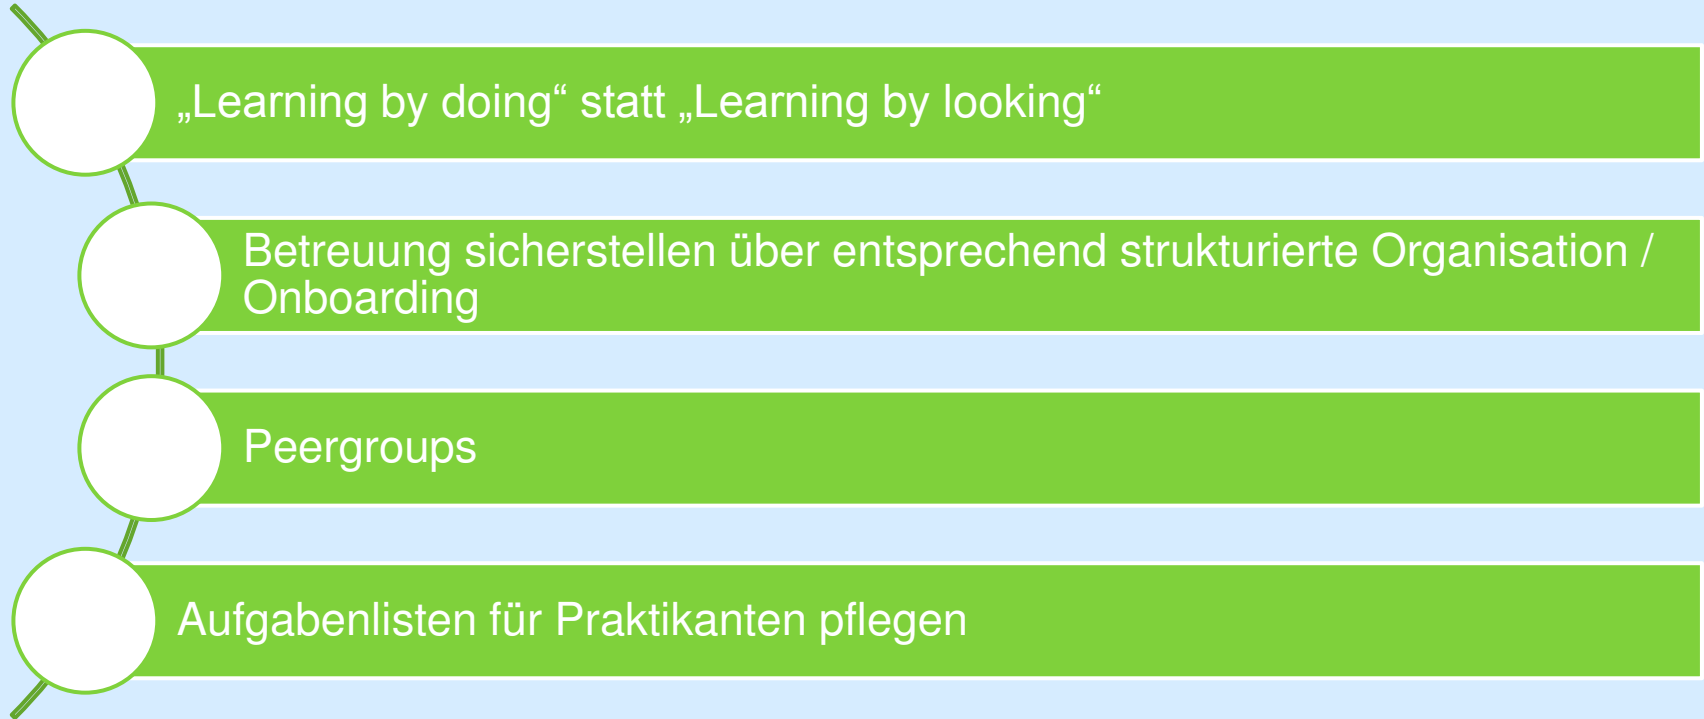 „Learning by doing“ statt „Learning by looking“
Betreuung sicherstellen über entsprechend strukturierte Organisation /
Onboarding
Peergroups
Aufgabenlisten für Praktikanten pflegen